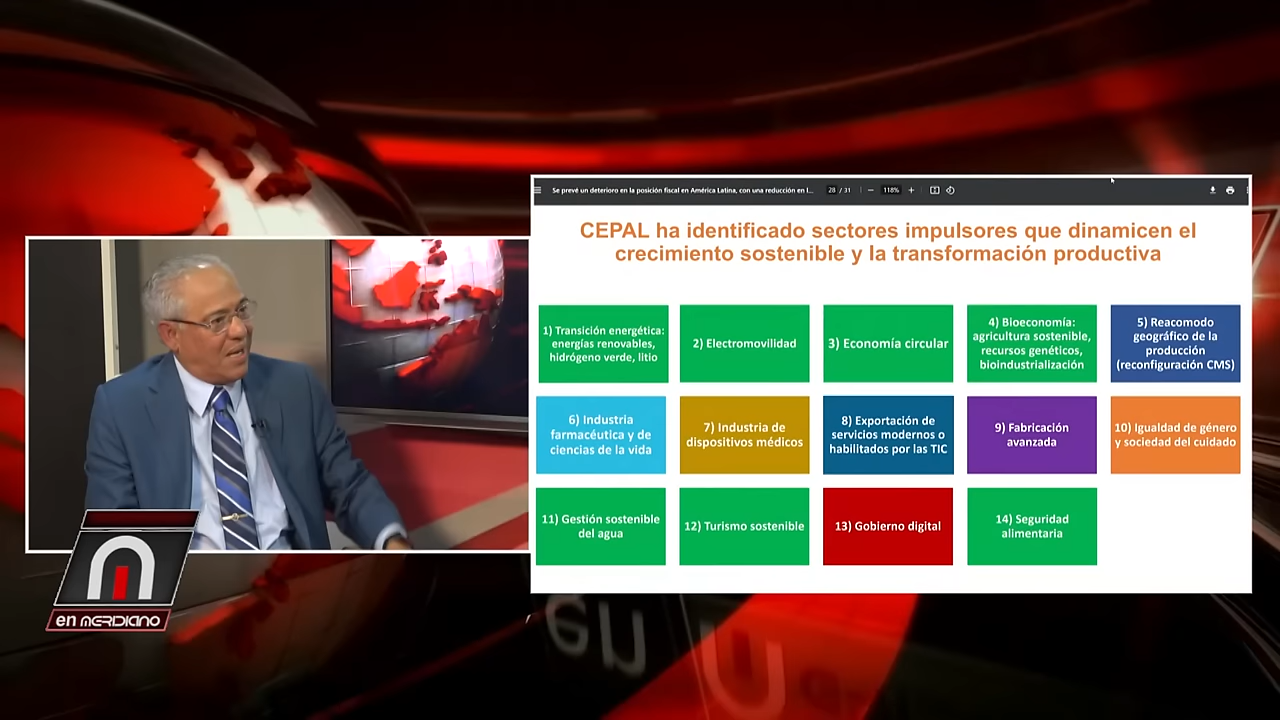 Se prevé un deterioro en la posición fiscal en América Latina, con una reducción en l...
28 / 31
118%
CEPAL ha identificado sectores impulsores que dinamicen el
crecimiento sostenible y la transformación productiva
1) Transición energética:
energías renovables,
hidrógeno verde, litio
2) Electromovilidad
3) Economía circular
4) Bioeconomía:
agricultura sostenible,
recursos genéticos,
bioindustrialización
5) Reacomodo
geográfico de la
producción
(reconfiguración CMS)
6) Industria
farmacéutica y de
ciencias de la vida
7) Industria de
dispositivos médicos
8) Exportación de
servicios modernos o
habilitados por las TIC
9) Fabricación
avanzada
10) Igualdad de género
y sociedad del cuidado
11) Gestión sostenible
del agua
12) Turismo sostenible
13) Gobierno digital
14) Seguridad
alimentaria
en MERDIANO
en